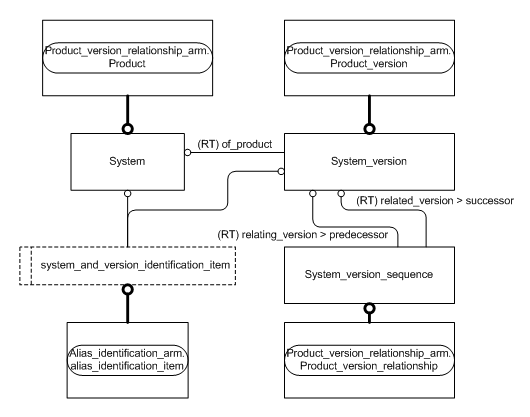 Product_version_relationship_arm.
Product
Product_version_relationship_arm.
Product_version
(RT) of_product
System
System_version
(RT) related_version > successor
(RT) relating_version > predecessor
system_and_version_identification_item
System_version_sequence
Alias_identification_arm.
alias_identification_item
Product_version_relationship_arm.
Product_version_relationship